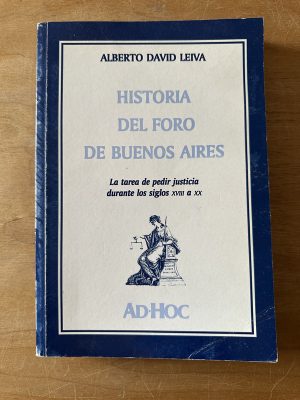 ALBERTO DAVID LEIVA
HISTORIA
DEL FORO
DE BUENOS AIRES
La tarea de pedir justicia
durante los siglos XVIII a XX
AD·HOC